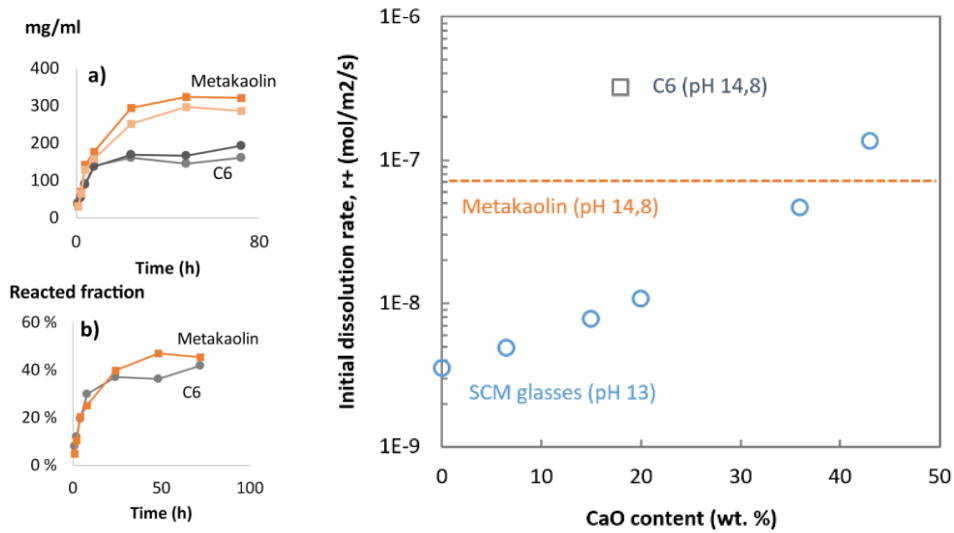 mg/ml
a)
400
300
200
100
0
Metakaolin
C6
0
80
Time (h)
Reacted fraction
b)
60 %
40 %
20 %
0 %
Metakaolin
C6
0
50
100
Time (h)
Initial dissolution rate, r+ (mol/m2/s)
1E-6
1E-7
1E-8
1E-9
C6 (pH 14,8)
Metakaolin (pH 14,8)
SCM glasses (pH 13)
0
10
20
30
40
50
CaO content (wt. %)